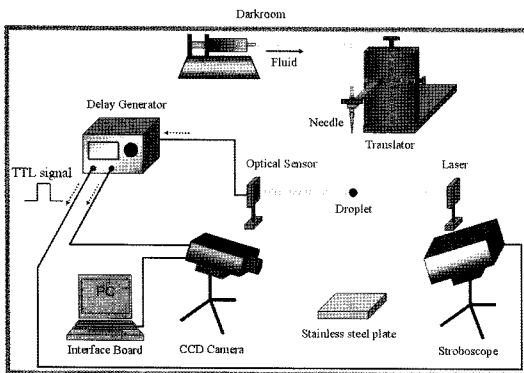 Darkroom
Fluid
Delay Generator
Needle
Translator
TTL signal
Optical Sensor
Laser
Droplet
PC
Stainless steel plate
Interface Board
CCD Camera
Stroboscope